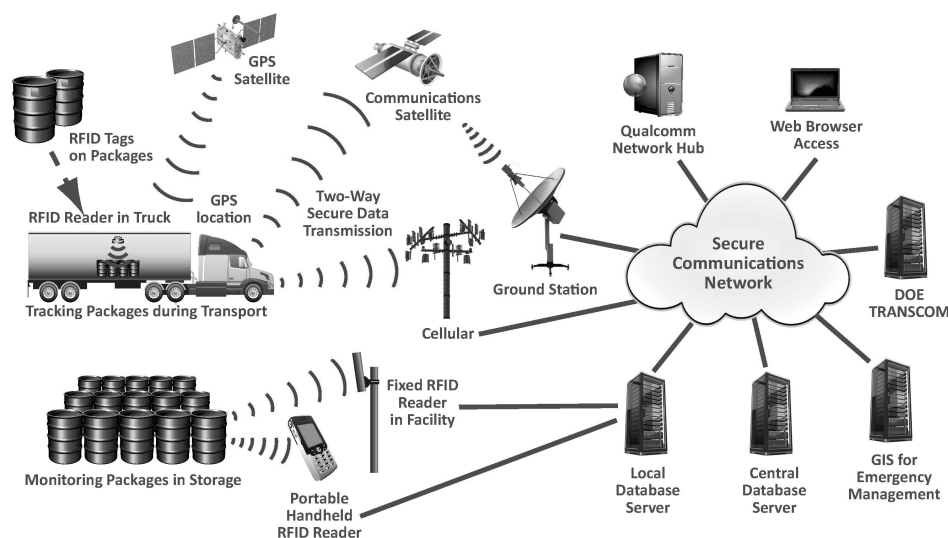 GPS
Satellite
Communications
Satellite
RFID Tags
on Packages
Qualcomm
Network Hub
Web Browser
Access
RFID Reader in Truck
GPS
location
Two-Way
Secure Data
Transmission
Secure
Communications
Network
Ground Station
DOE
TRANSCOM
Tracking Packages during Transport
Cellular
Fixed RFID
Reader
in Facility
Monitoring Packages in Storage
Portable
Handheld
RFID Reader
Local
Database
Server
Central
Database
Server
GIS for
Emergency
Management